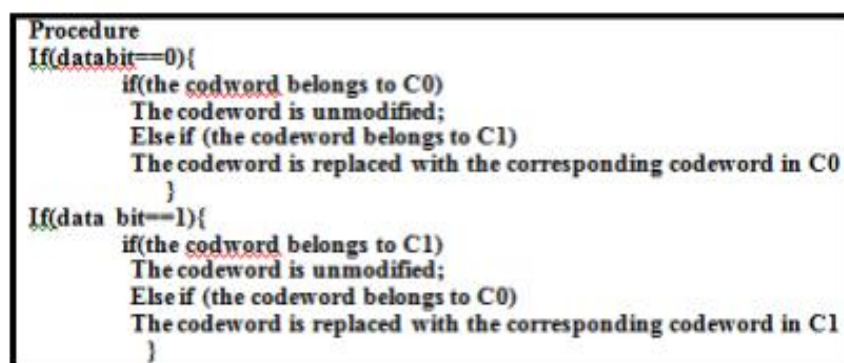 Procedure
If(databit==0){
if(the codword belongs to C0)
The codeword is unmodified;
Else if (the codeword belongs to C1)
The codeword is replaced with the corresponding codeword in C0
}
If(data bit==1){
if(the codword belongs to C1)
The codeword is unmodified;
Else if (the codeword belongs to C0)
The codeword is replaced with the corresponding codeword in C1
}